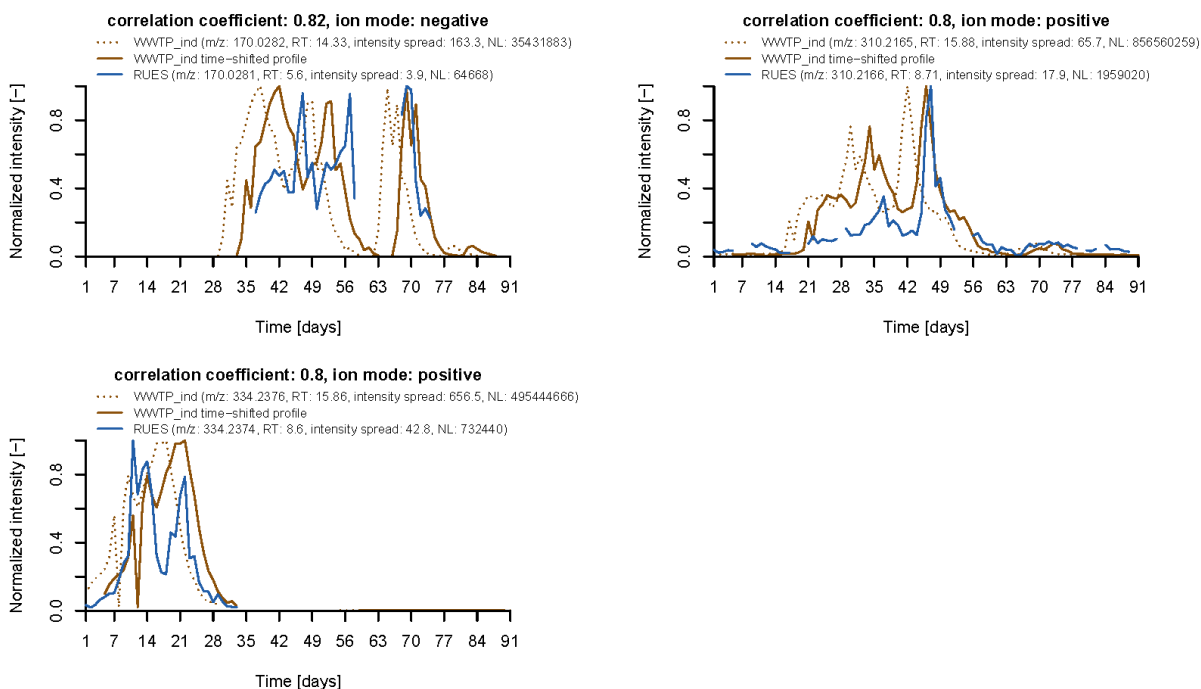 correlation coefficient: 0.82, ion mode: negative
WWTP_ind (m/z: 170.0282, RT: 14.33, intensity spread: 163.3, NL: 35431883)
WWTP_ind time−shifted profile
RUES (m/z: 170.0281, RT: 5.6, intensity spread: 3.9, NL: 64668)
Normalized intensity [−]
0.0 0.4 0.8
1 7 14 21 28 35 42 49 56 63 70 77 84 91
Time [days]
correlation coefficient: 0.8, ion mode: positive
WWTP_ind (m/z: 310.2165, RT: 15.88, intensity spread: 65.7, NL: 856560259)
WWTP_ind time−shifted profile
RUES (m/z: 310.2166, RT: 8.71, intensity spread: 17.9, NL: 1959020)
Normalized intensity [−]
0.0 0.4 0.8
1 7 14 21 28 35 42 49 56 63 70 77 84 91
Time [days]
correlation coefficient: 0.8, ion mode: positive
WWTP_ind (m/z: 334.2376, RT: 15.86, intensity spread: 656.5, NL: 495444666)
WWTP_ind time−shifted profile
RUES (m/z: 334.2374, RT: 8.6, intensity spread: 42.8, NL: 732440)
Normalized intensity [−]
0.0 0.4 0.8
1 7 14 21 28 35 42 49 56 63 70 77 84 91
Time [days]